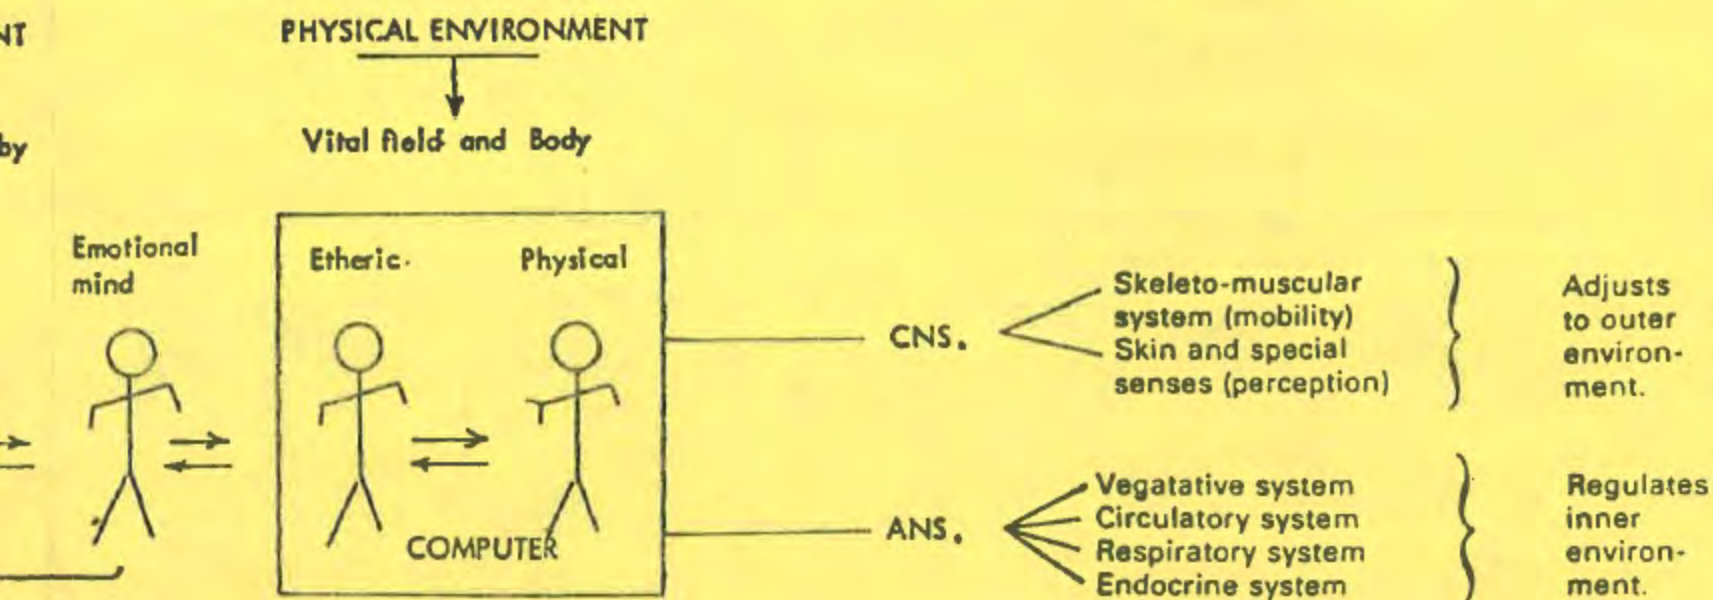 NT
PHYSICAL ENVIRONMENT
by
Vital field and Body
Emotional
mind
Etheric.
Physical
COMPUTER
CNS.
Skeleto-muscular
system (mobility)
Skin and special
senses (perception)
Adjusts
to outer
environ-
ment.
ANS.
Vegatative system
Circulatory system
Respiratory system
Endocrine system
Regulates
inner
environ-
ment.